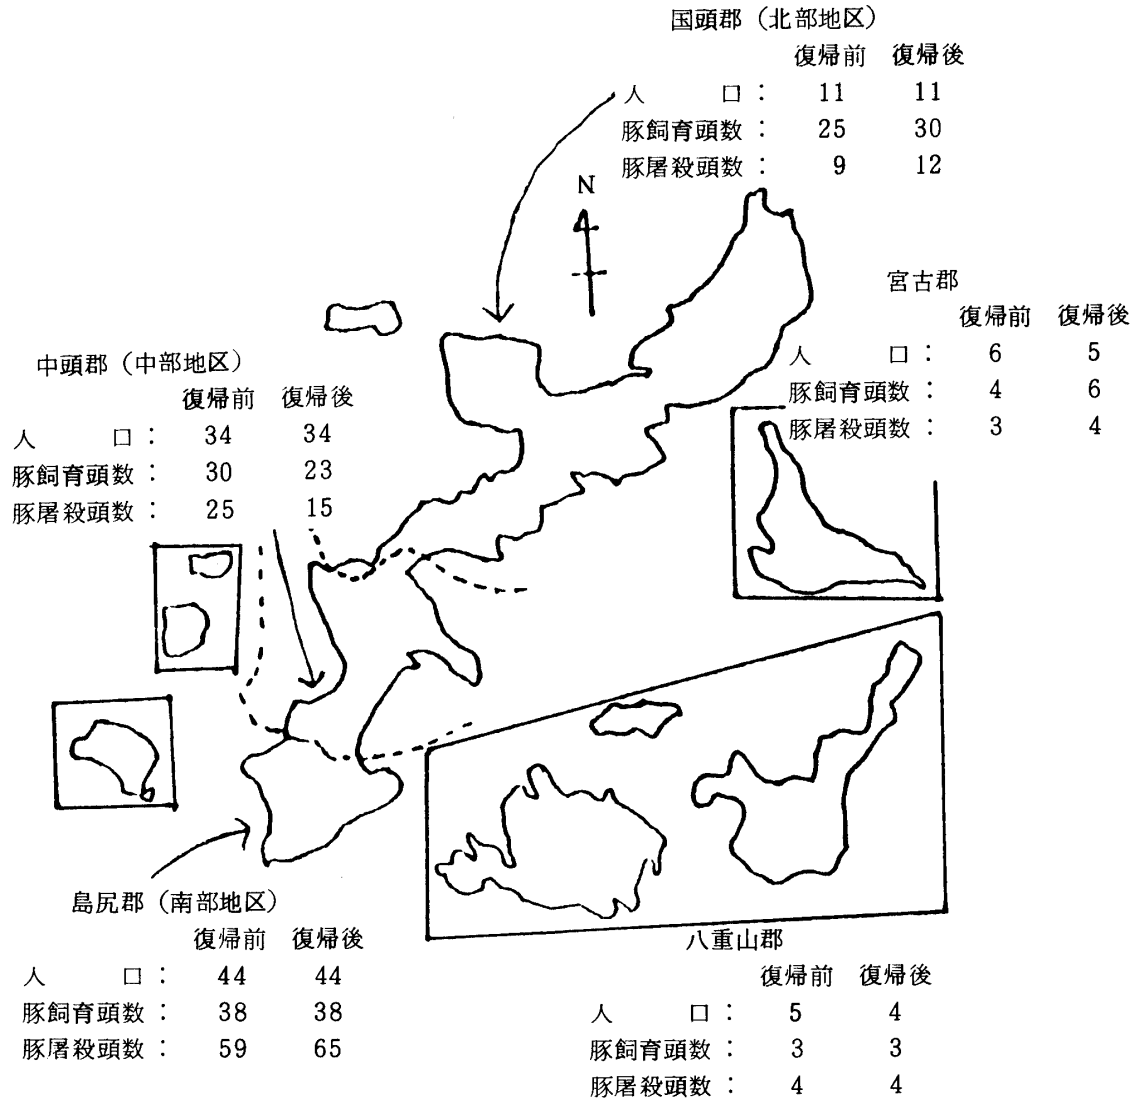 国頭郡（北部地区）
復帰前 復帰後
人 口： 11 11
豚飼育頭数： 25 30
豚屠殺頭数： 9 12
N
宮古郡
復帰前 復帰後
人 口： 6 5
豚飼育頭数： 4 6
豚屠殺頭数： 3 4
中頭郡（中部地区）
復帰前 復帰後
人 口： 34 34
豚飼育頭数： 30 23
豚屠殺頭数： 25 15
島尻郡（南部地区）
復帰前 復帰後
人 口： 44 44
豚飼育頭数： 38 38
豚屠殺頭数： 59 65
八重山郡
復帰前 復帰後
人 口： 5 4
豚飼育頭数： 3 3
豚屠殺頭数： 4 4